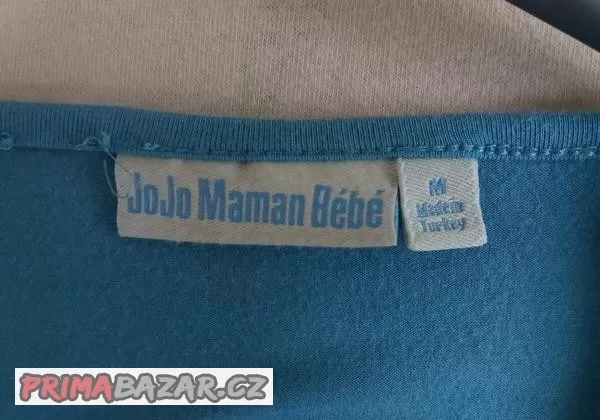 JoJo Maman Bébé
M
Made in
Turkey
PRIMABAZAR.CZ